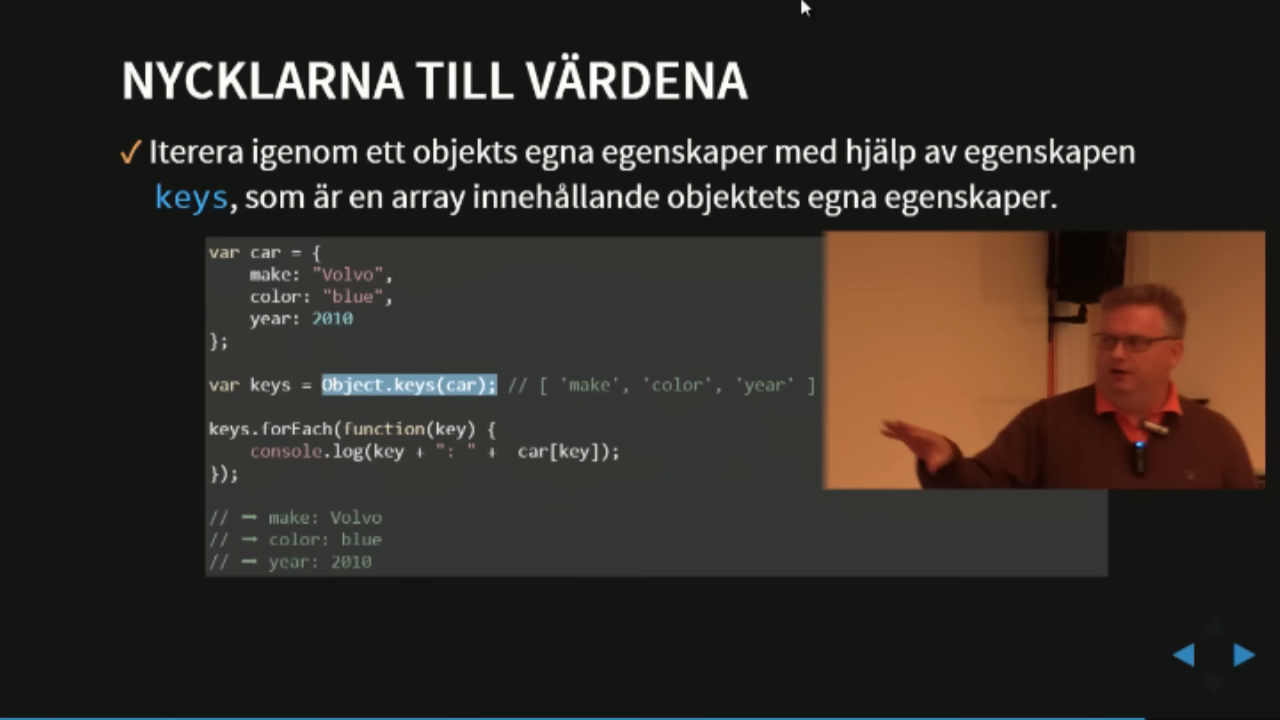 NYCKLARNA TILL VÄRDENA
✓ Iterera igenom ett objekts egna egenskaper med hjälp av egenskapen
keys, som är en array innehållande objektets egna egenskaper.
var car = {
    make: "Volvo",
    color: "blue",
    year: 2010
};
var keys = Object.keys(car); // [ 'make', 'color', 'year' ]
keys.forEach(function(key) {
    console.log(key + ": " +  car[key]);
});
// → make: Volvo
// → color: blue
// → year: 2010